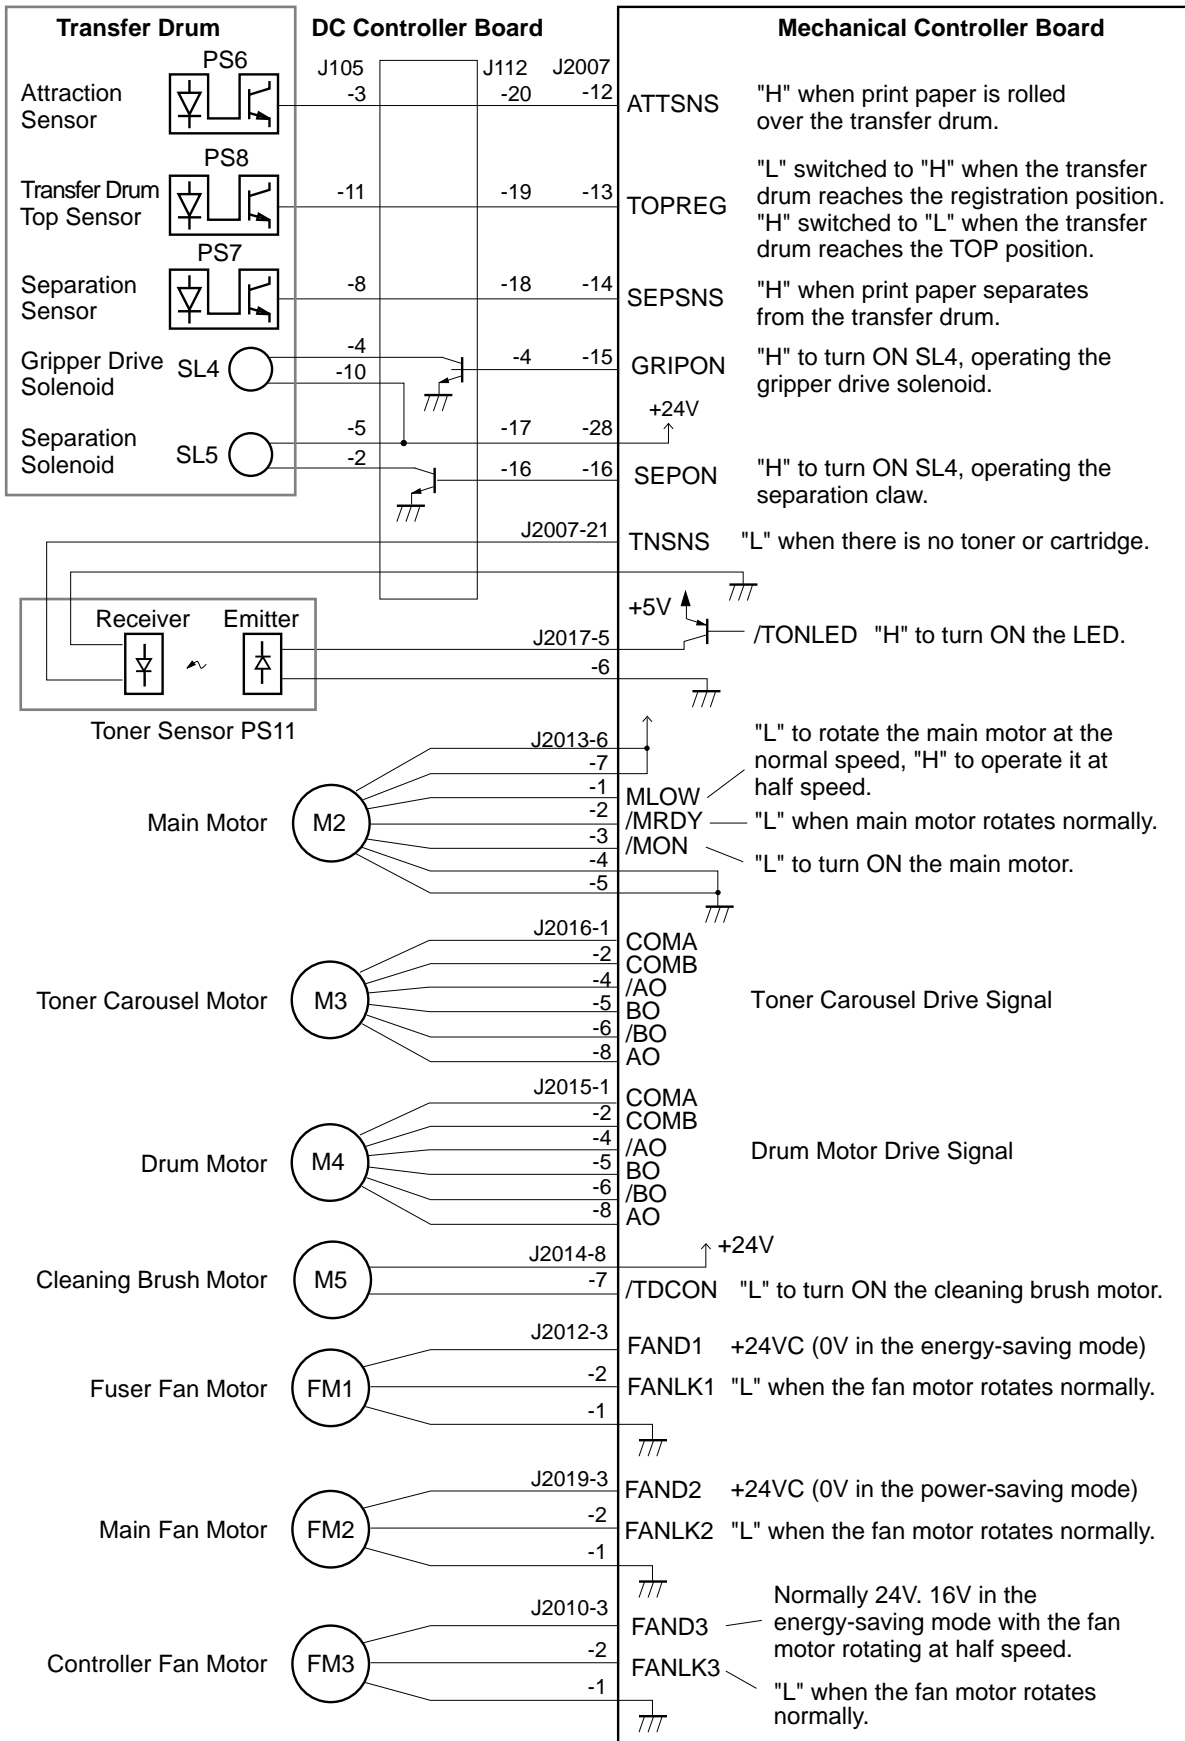 Transfer Drum DC Controller Board Mechanical Controller Board
PS6
J105 J112 J2007
Attraction
Sensor
-3 -20 -12
ATTSNS
"H" when print paper is rolled
over the transfer drum.
PS8
Transfer Drum
Top Sensor
-11 -19 -13
TOPREG
"L" switched to "H" when the transfer
drum reaches the registration position.
"H" switched to "L" when the transfer
drum reaches the TOP position.
PS7
Separation
Sensor
-8 -18 -14
SEPSNS
"H" when print paper separates
from the transfer drum.
Gripper Drive
Solenoid
SL4
-4 -4 -15
-10
GRIPON
"H" to turn ON SL4, operating the
gripper drive solenoid.
+24V
Separation
Solenoid
SL5
-5 -17 -28
-2 -16 -16
SEPON
"H" to turn ON SL4, operating the
separation claw.
J2007-21
TNSNS "L" when there is no toner or cartridge.
Receiver Emitter
+5V
J2017-5
/TONLED "H" to turn ON the LED.
-6
Toner Sensor PS11
Main Motor
M2
J2013-6
-7
-1
-2
-3
-4
-5
MLOW
/MRDY
/MON
"L" to rotate the main motor at the
normal speed, "H" to operate it at
half speed.
"L" when main motor rotates normally.
"L" to turn ON the main motor.
Toner Carousel Motor
M3
J2016-1
-2
-4
-5
-6
-8
COMA
COMB
/AO
BO
/BO
AO
Toner Carousel Drive Signal
Drum Motor
M4
J2015-1
-2
-4
-5
-6
-8
COMA
COMB
/AO
BO
/BO
AO
Drum Motor Drive Signal
Cleaning Brush Motor
M5
J2014-8
-7
+24V
/TDCON "L" to turn ON the cleaning brush motor.
Fuser Fan Motor
FM1
J2012-3
-2
-1
FAND1 +24VC (0V in the energy-saving mode)
FANLK1 "L" when the fan motor rotates normally.
Main Fan Motor
FM2
J2019-3
-2
-1
FAND2 +24VC (0V in the power-saving mode)
FANLK2 "L" when the fan motor rotates normally.
Controller Fan Motor
FM3
J2010-3
-2
-1
FAND3
FANLK3
Normally 24V. 16V in the
energy-saving mode with the fan
motor rotating at half speed.
"L" when the fan motor rotates
normally.